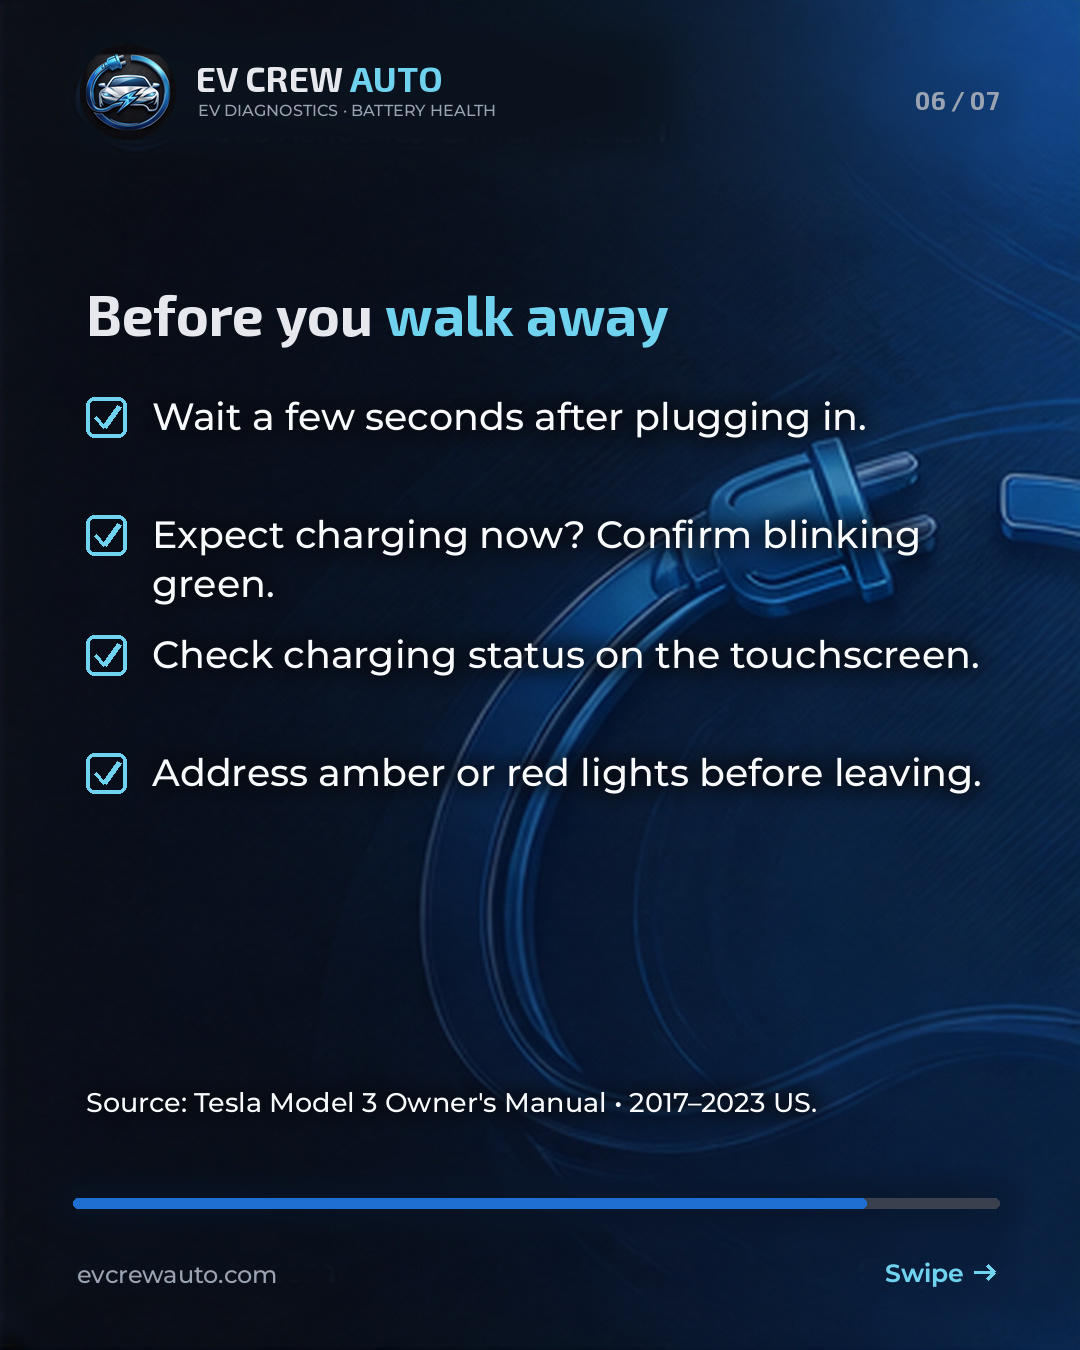 EV CREW AUTO
EV DIAGNOSTICS · BATTERY HEALTH
06 / 07
Before you walk away
Wait a few seconds after plugging in.
Expect charging now? Confirm blinking
green.
Check charging status on the touchscreen.
Address amber or red lights before leaving.
Source: Tesla Model 3 Owner's Manual • 2017–2023 US.
evcrewauto.com
Swipe →